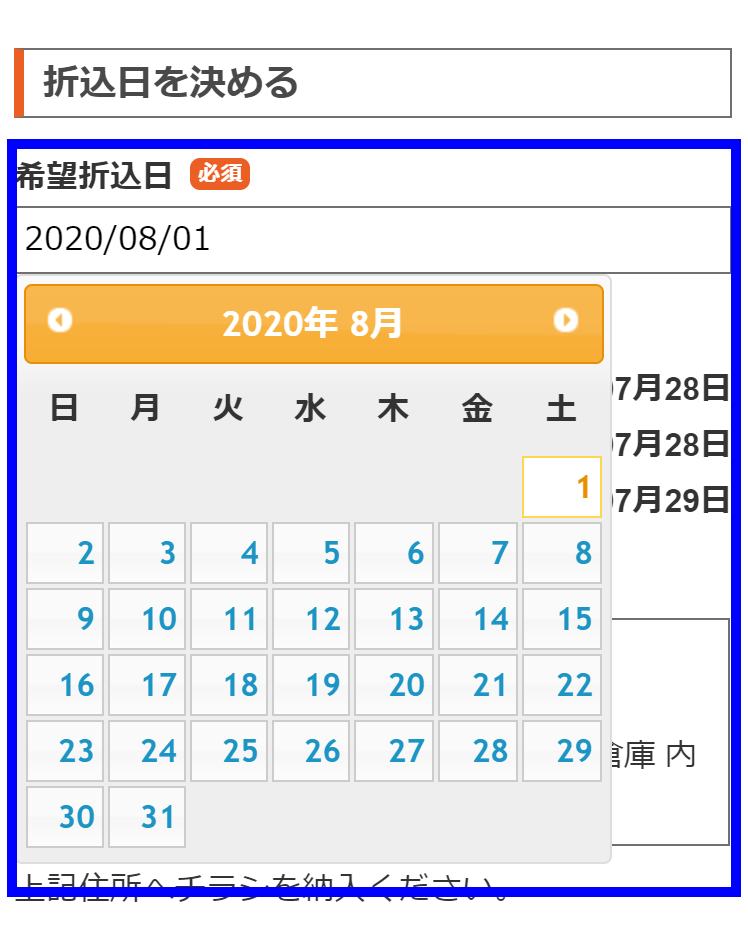 折込日を決める
希望折込日 必須
2020/08/01
2020年 8月
日 月 火 水 木 金 土
1
2 3 4 5 6 7 8
9 10 11 12 13 14 15
16 17 18 19 20 21 22
23 24 25 26 27 28 29
30 31
07月28日
07月28日
07月29日
倉庫 内
上記住所へチラシを納入ください。